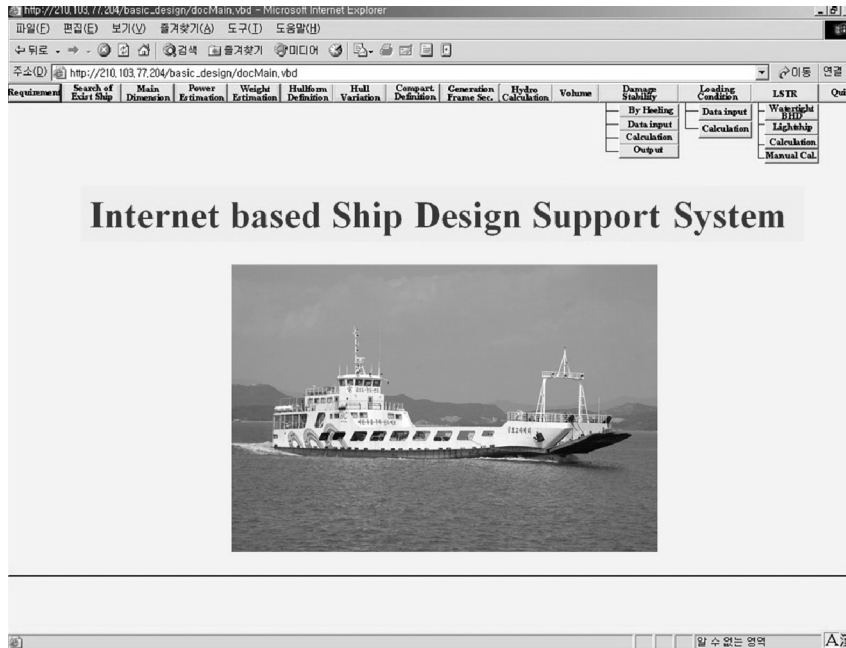 http://210,103,77,204/basic_design/docMain,vbd - Microsoft Internet Explorer
파일(F) 편집(E) 보기(V) 즐겨찾기(A) 도구(T) 도움말(H)
뒤로 검색 즐겨찾기 미디어
주소(D) http://210,103,77,204/basic_design/docMain,vbd 이동 연결
Requirement Search of Exist Ship Main Dimension Power Estimation Weight Estimation Hullform Definition Hull Variation Compart. Definition Generation Frame Sec. Hydro Calculation Volume Damage Stability Loading Condition LSTR Qui
By Heeling Data input Watertight BHD
Data input Calculation Lightship
Calculation Calculation
Output Manual Cal.
Internet based Ship Design Support System
알 수 없는 영역 A